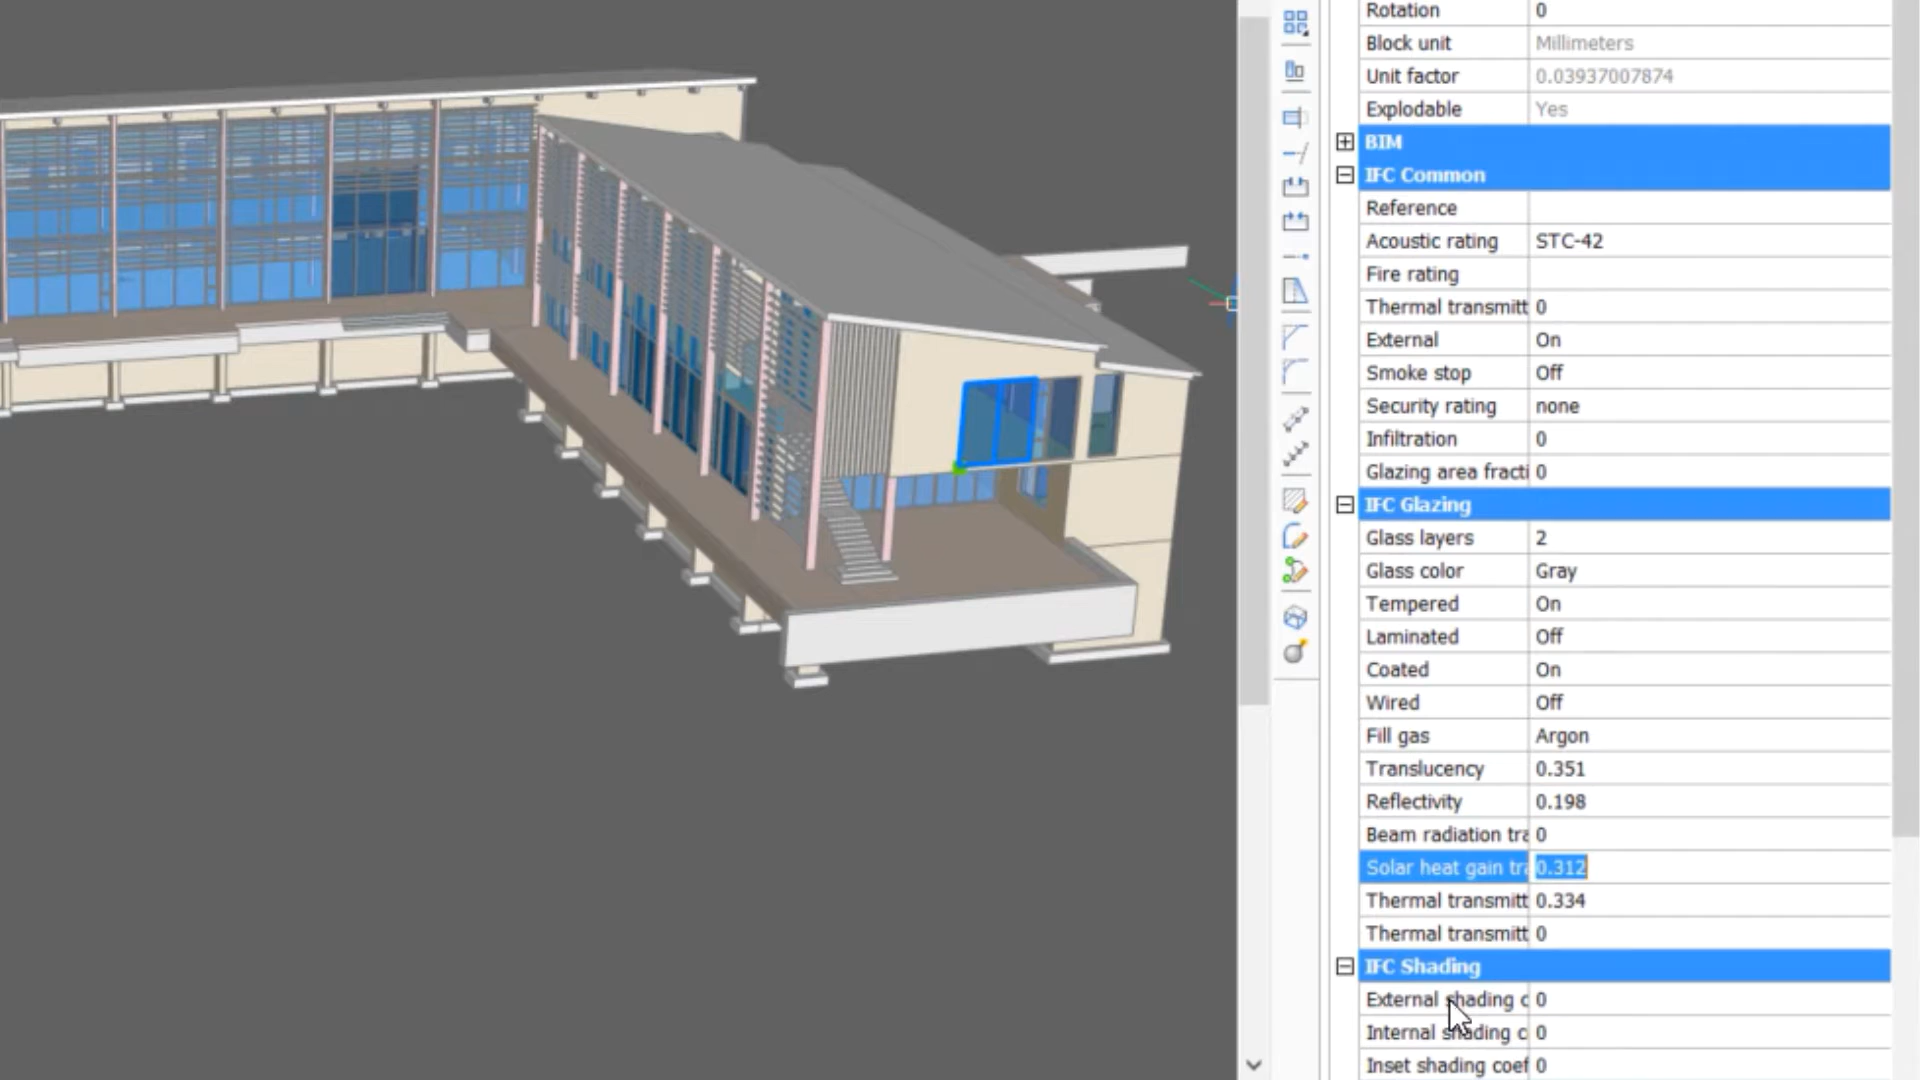 Rotation 0
Block unit Millimeters
Unit factor 0.03937007874
Explodable Yes
BIM
IFC Common
Reference
Acoustic rating STC-42
Fire rating
Thermal transmitt 0
External On
Smoke stop Off
Security rating none
Infiltration 0
Glazing area fracti 0
IFC Glazing
Glass layers 2
Glass color Gray
Tempered On
Laminated Off
Coated On
Wired Off
Fill gas Argon
Translucency 0.351
Reflectivity 0.198
Beam radiation tra 0
Solar heat gain tra 0.312
Thermal transmitt 0.334
Thermal transmitt 0
IFC Shading
External shading c 0
Internal shading c 0
Inset shading coef 0